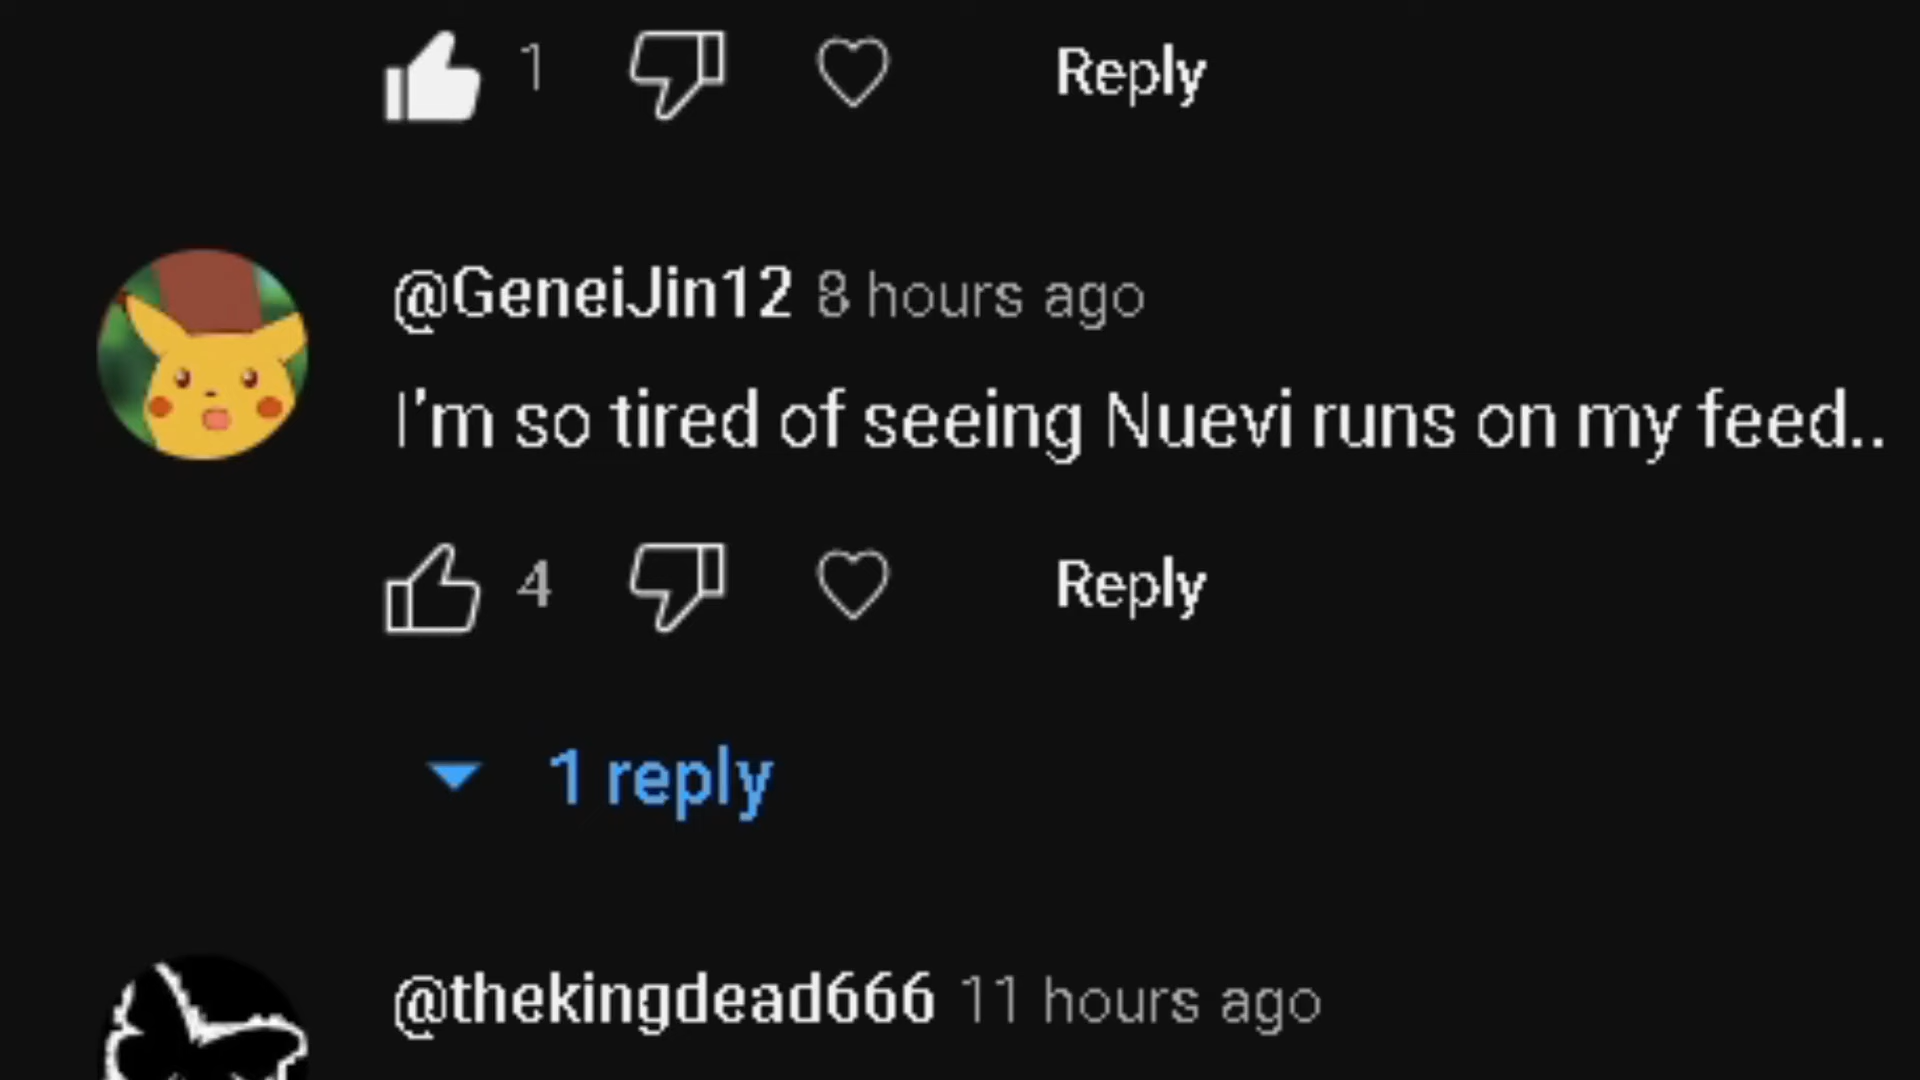 1 Reply
@GeneiJin12 8 hours ago
I'm so tired of seeing Nuevi runs on my feed..
4 Reply
1 reply
@thekingdead666 11 hours ago